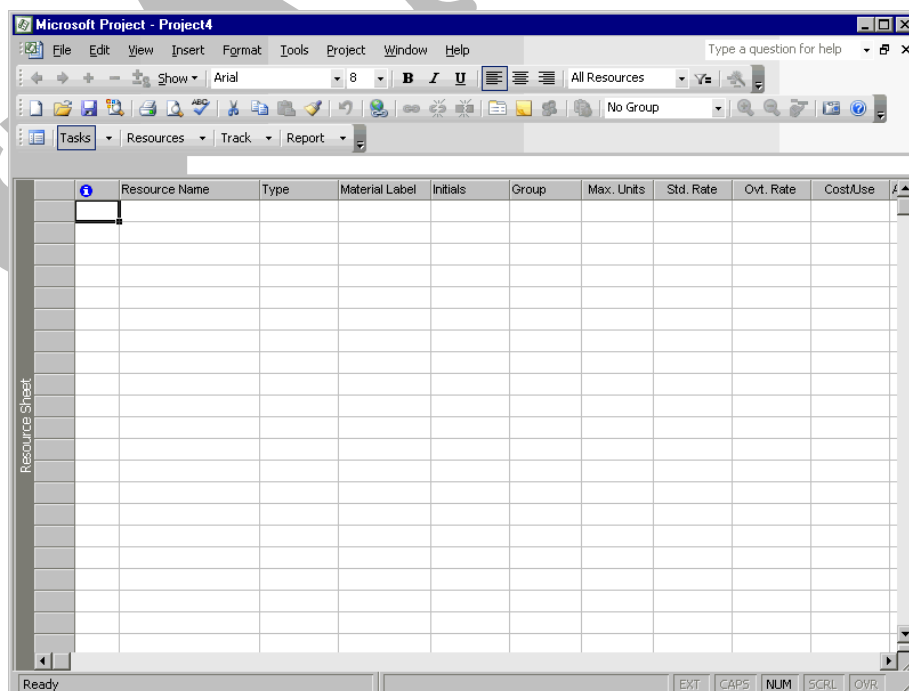 Microsoft Project - Project4
File Edit View Insert Format Tools Project Window Help Type a question for help
Show Arial 8 B I U All Resources
ABC No Group
Tasks Resources Track Report
Resource Name Type Material Label Initials Group Max. Units Std. Rate Ovt. Rate Cost/Use
Resource Sheet
Ready EXT CAPS NUM SCRL OVR